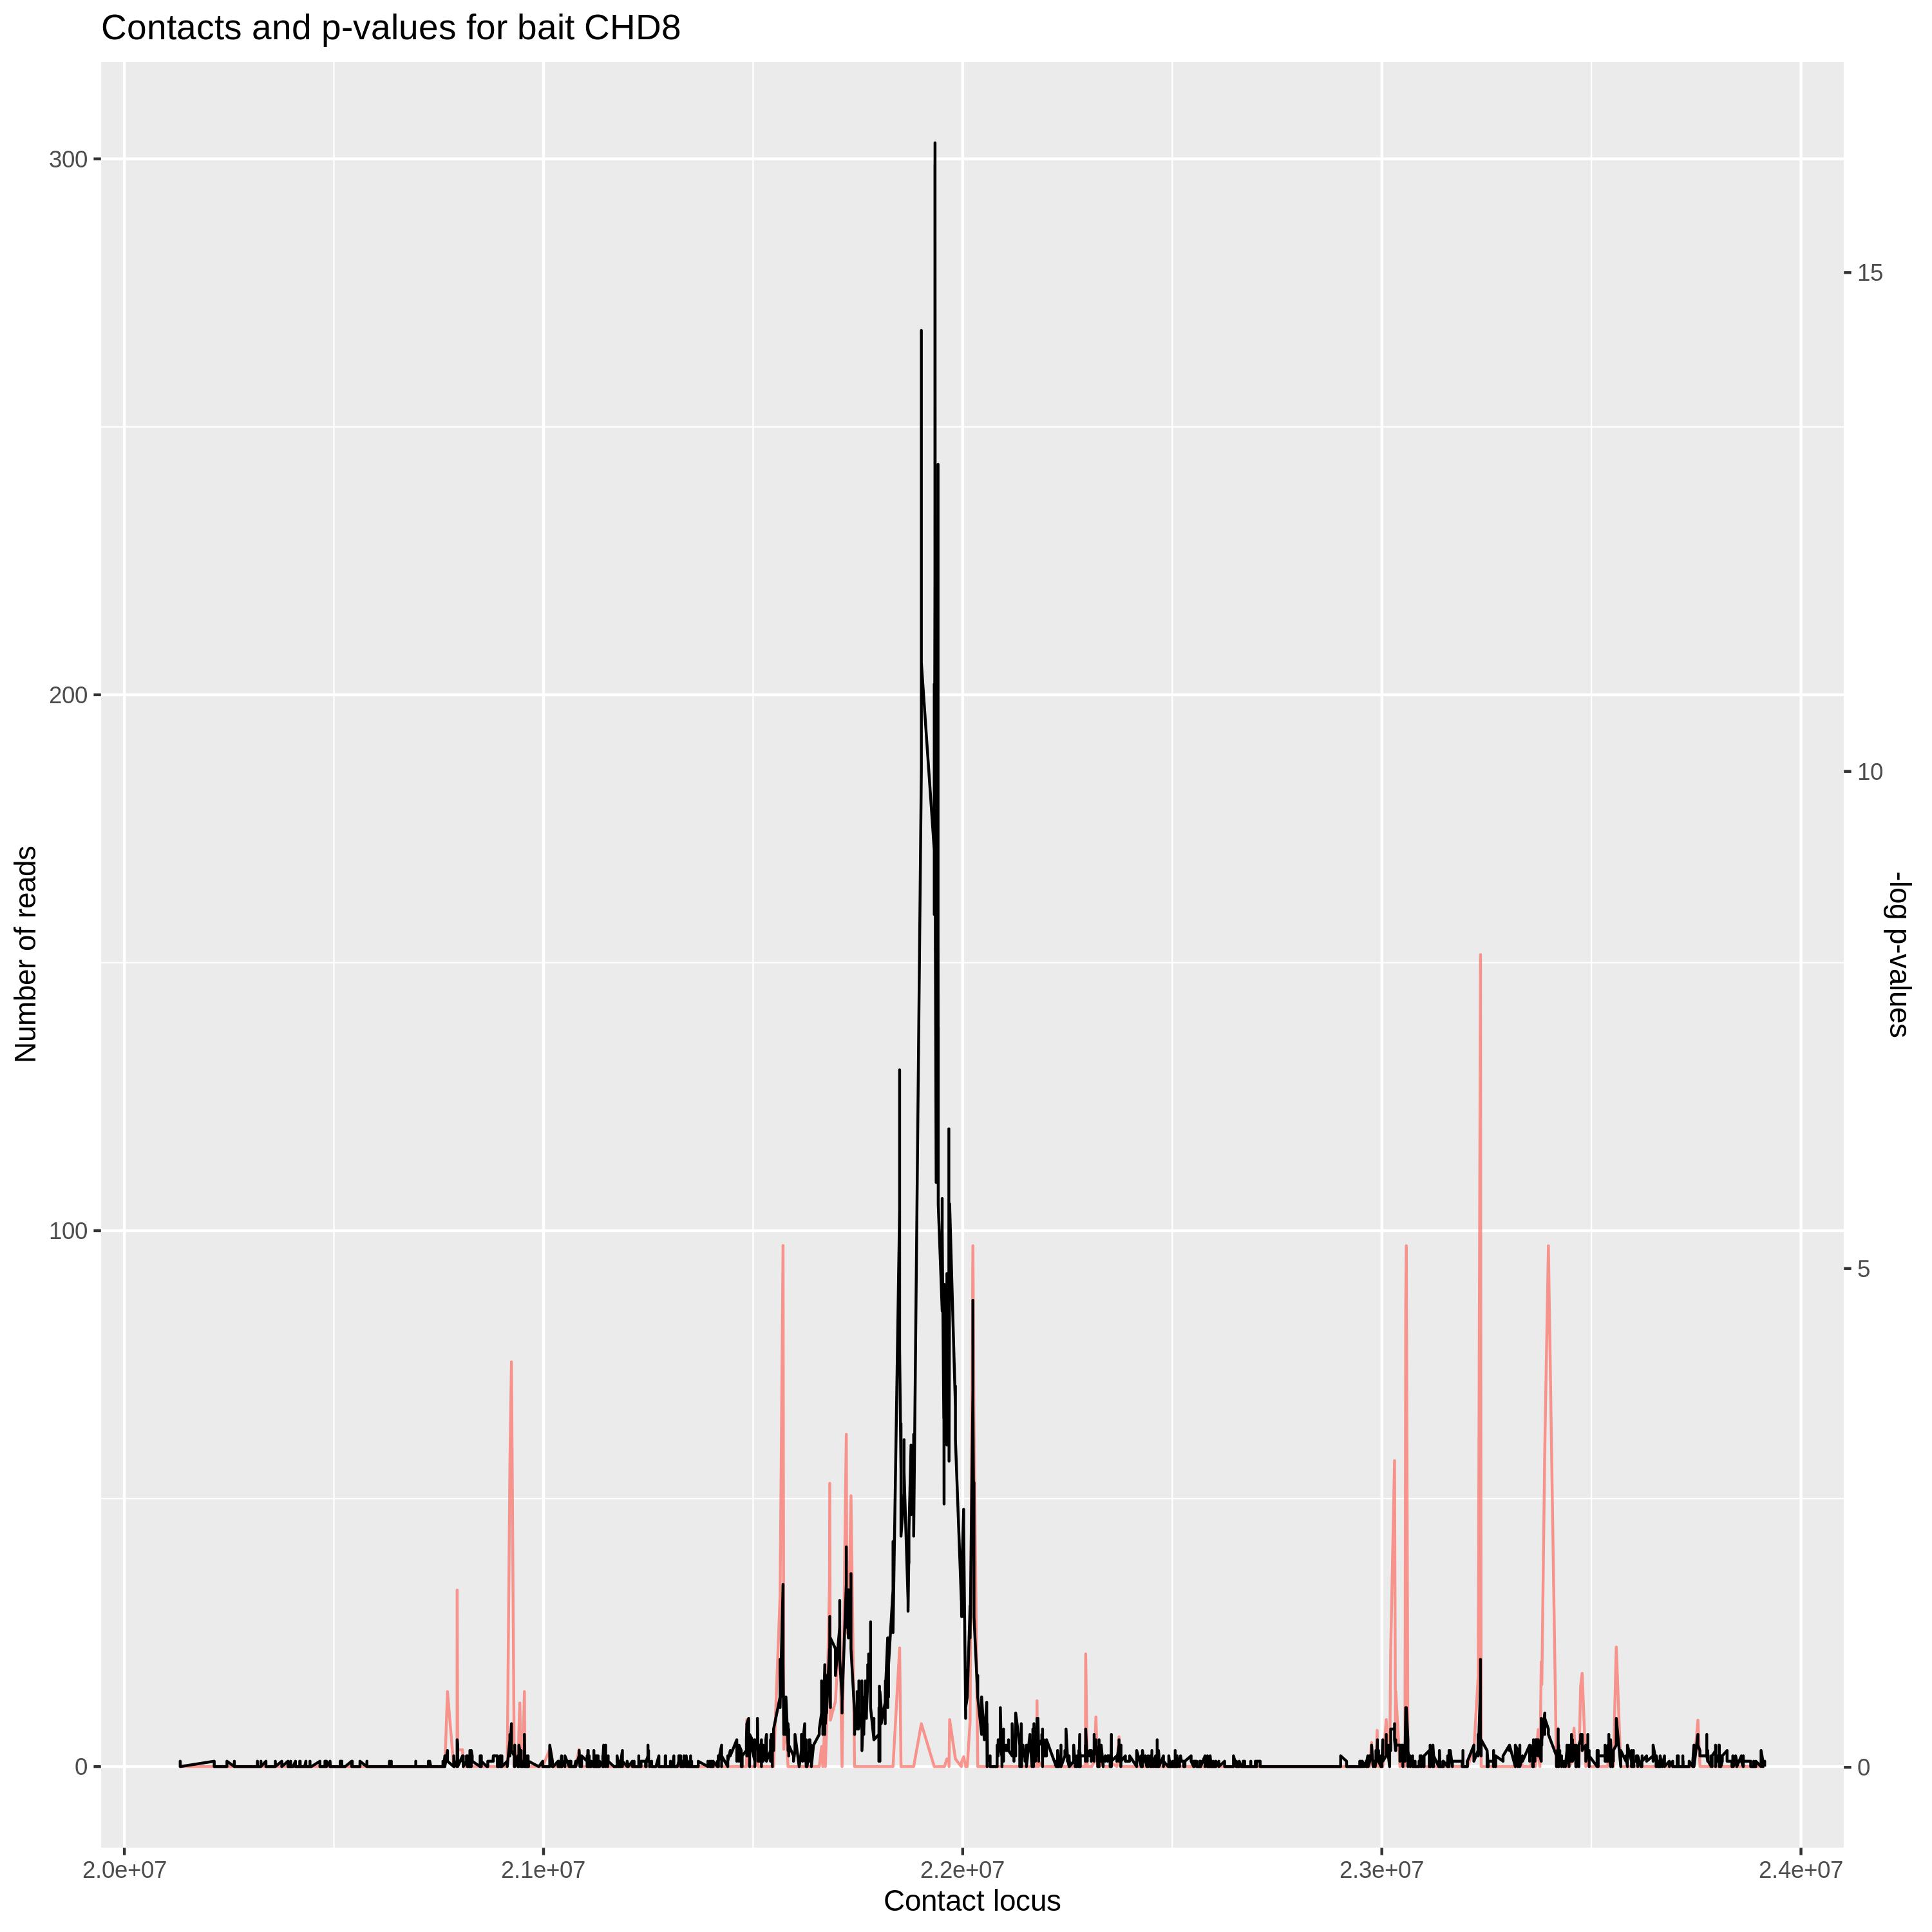 Contacts and p-values for bait CHD8
300
200
100
0
Number of reads
15
10
5
0
-log p-values
2.0e+07
2.1e+07
2.2e+07
2.3e+07
2.4e+07
Contact locus